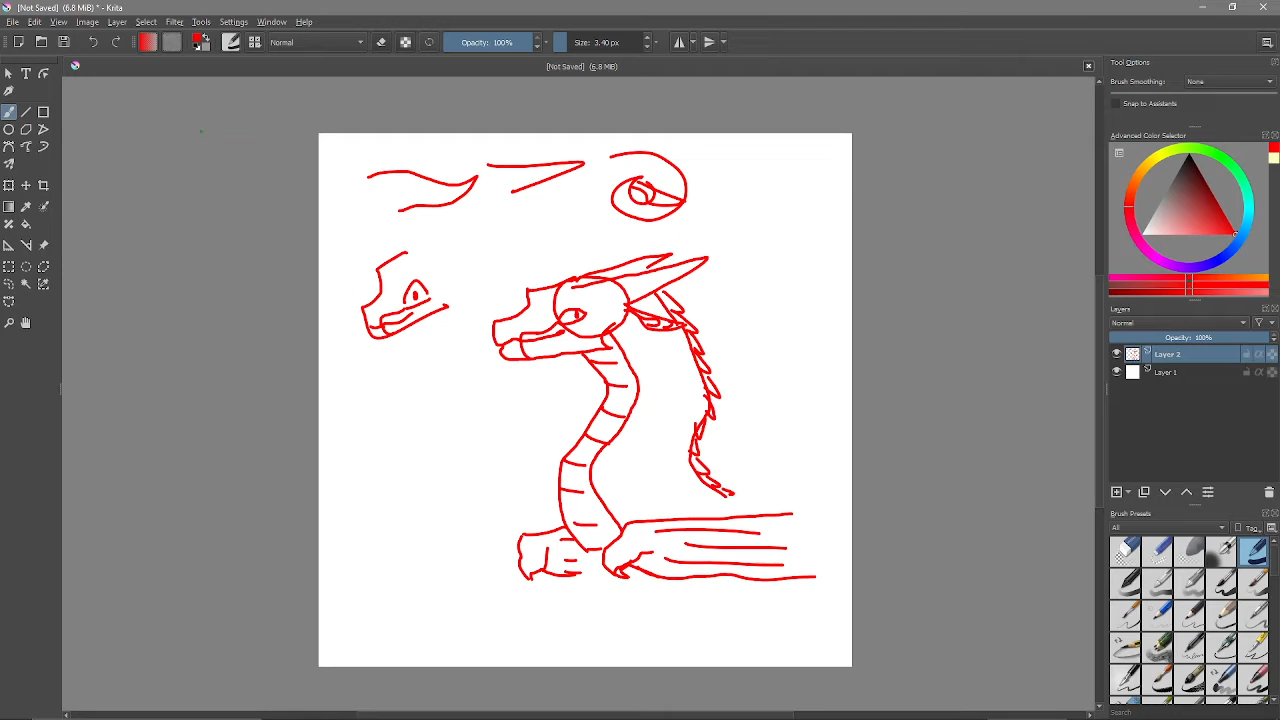 [Not Saved] (6.8 MiB) - Krita
File Edit View Image Layer Select Filter Tools Settings Window Help
Normal Opacity: 100% Size: 3.40 px
[Not Saved] (6.8 MiB)
Tool Options
Brush Smoothing: None
Snap to Assistants
Advanced Color Selector
Layers
Normal
Opacity: 100%
Layer 2
Layer 1
Brush Presets
All Tag
Search